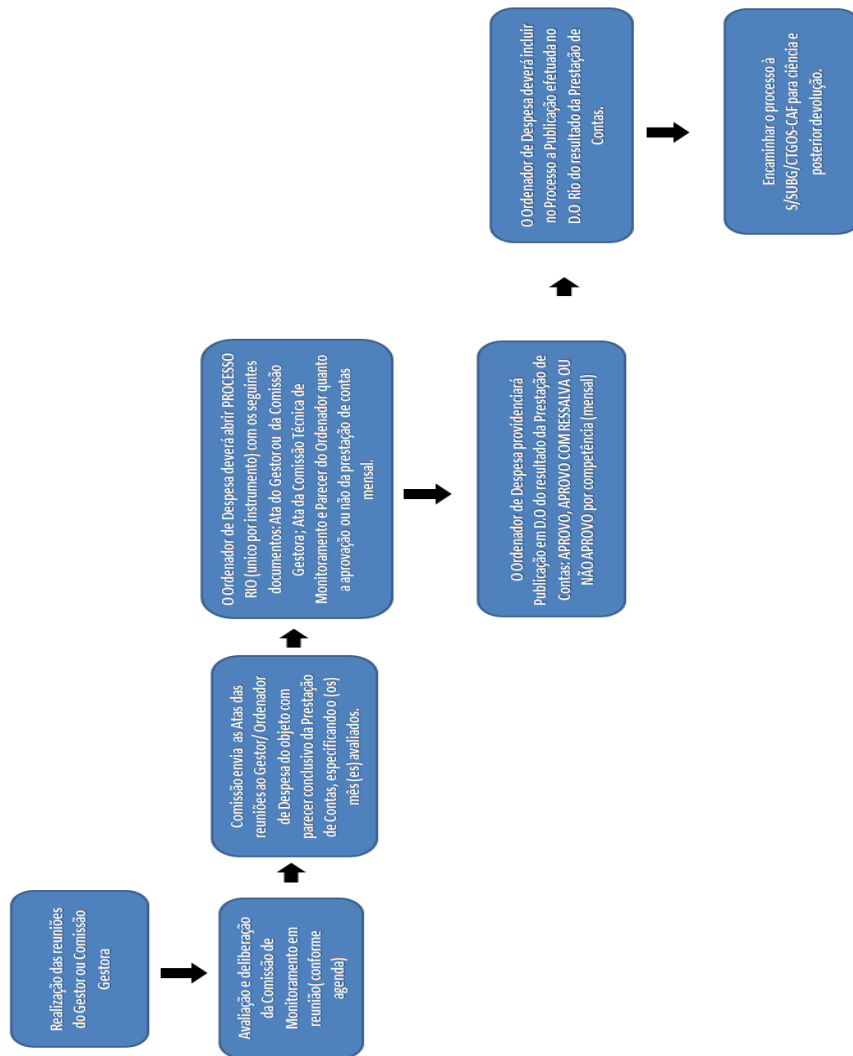 Realização das reuniões
do Gestor ou Comissão
Gestora
Avaliação e deliberação
da Comissão de
Monitoramento em
reunião( conforme
agenda)
Comissão envia as Atas das
reuniões ao Gestor/ Ordenador
de Despesa do objeto com
parecer conclusivo da Prestação
de Contas, especificando o (os)
mês (es) avaliados.
O Ordenador de Despesa deverá abrir PROCESSO
RIO (unico por instrumento) com os seguintes
documentos: Ata do Gestor ou da Comissão
Gestora ; Ata da Comissão Técnica de
Monitoramento e Parecer do Ordenador quanto
a aprovação ou não da prestação de contas
mensal.
O Ordenador de Despesa providenciará
Publicação em D.O do resultado da Prestação de
Contas: APROVO, APROVO COM RESSALVA OU
NÃO APROVO por competência (mensal)
O Ordenador de Despesa deverá incluir
no Processo a Publicação efetuada no
D.O Rio do resultado da Prestação de
Contas.
Encaminhar o processo à
S/SUBG/CTGOS-CAF para ciência e
posterior devolução.